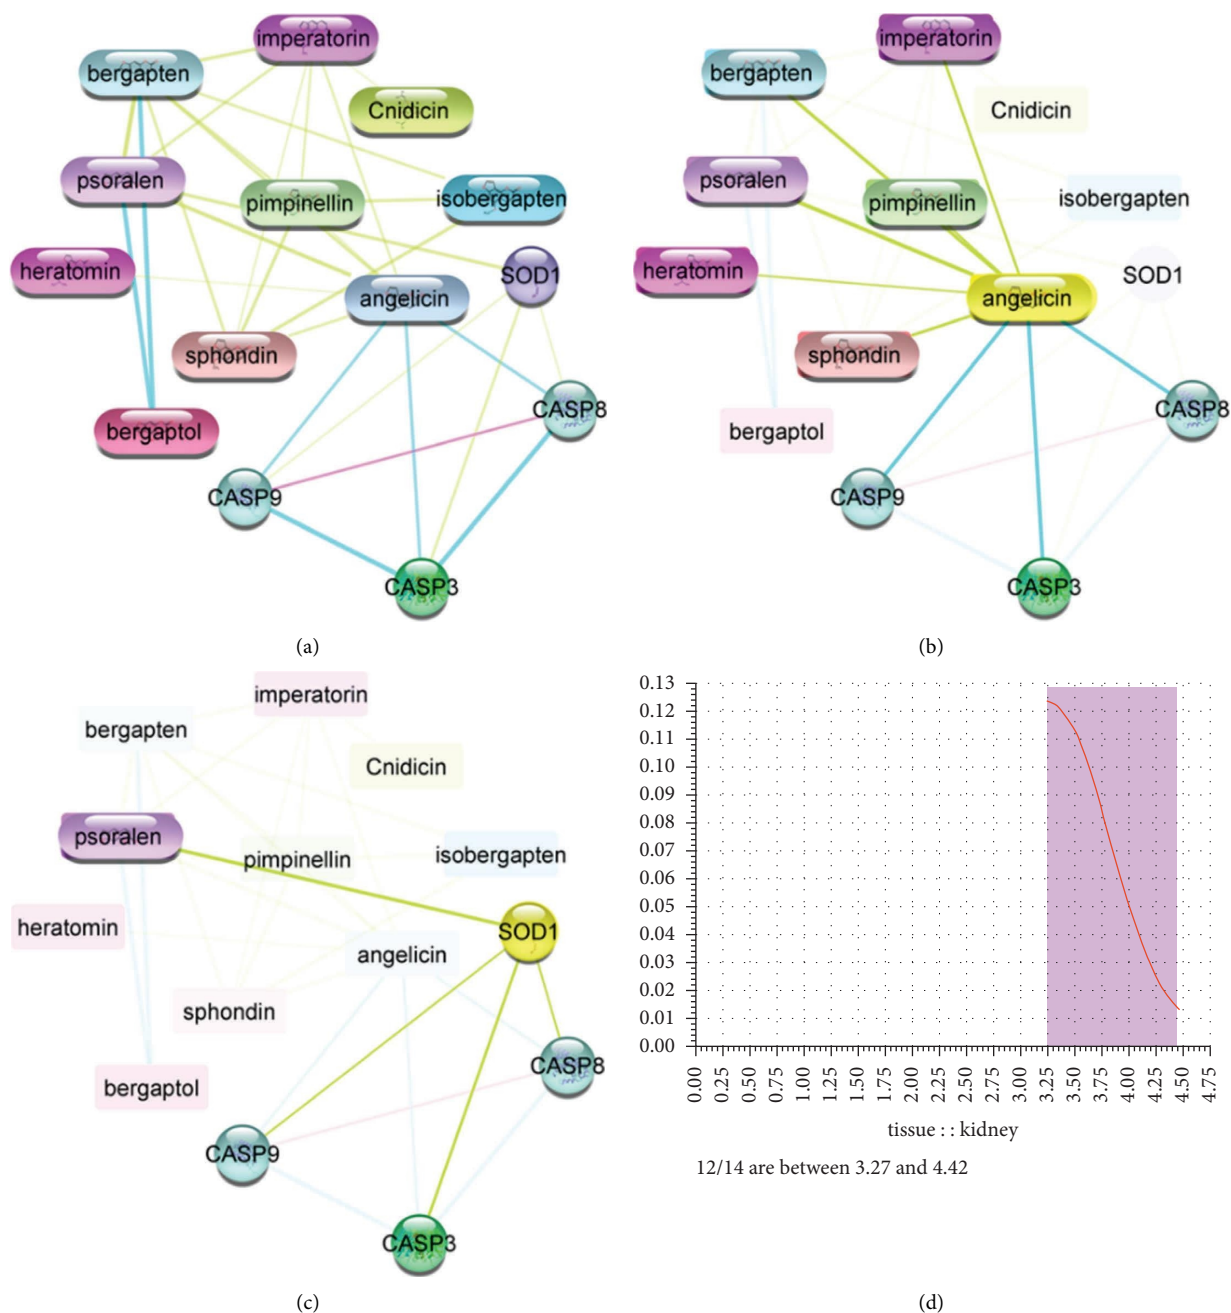 imperatorin
bergapten
Cnidicin
psoralen
pimpinellin
isobergapten
heratomin
SOD1
angelicin
sphondin
CASP8
bergaptol
CASP9
CASP3
(a)
imperatorin
bergapten
Cnidicin
psoralen
pimpinellin
isobergapten
heratomin
SOD1
angelicin
sphondin
CASP8
bergaptol
CASP9
CASP3
(b)
imperatorin
bergapten
Cnidicin
psoralen
pimpinellin
isobergapten
heratomin
SOD1
angelicin
sphondin
CASP8
bergaptol
CASP9
CASP3
(c)
0.13
0.12
0.11
0.10
0.09
0.08
0.07
0.06
0.05
0.04
0.03
0.02
0.01
0.00
0.00 0.25 0.50 0.75 1.00 1.25 1.50 1.75 2.00 2.25 2.50 2.75 3.00 3.25 3.50 3.75 4.00 4.25 4.50 4.75
tissue : : kidney
12/14 are between 3.27 and 4.42
(d)